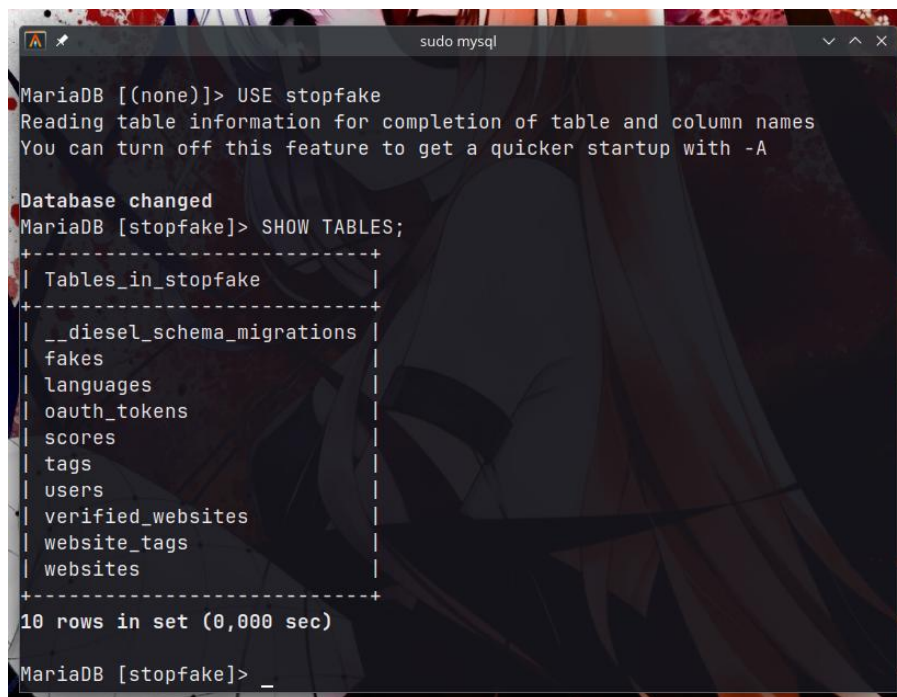 sudo mysql
MariaDB [(none)]> USE stopfake
Reading table information for completion of table and column names
You can turn off this feature to get a quicker startup with -A
Database changed
MariaDB [stopfake]> SHOW TABLES;
+----------------------------+
| Tables_in_stopfake         |
+----------------------------+
| __diesel_schema_migrations |
| fakes                      |
| languages                  |
| oauth_tokens               |
| scores                     |
| tags                       |
| users                      |
| verified_websites          |
| website_tags               |
| websites                   |
+----------------------------+
10 rows in set (0,000 sec)
MariaDB [stopfake]> _